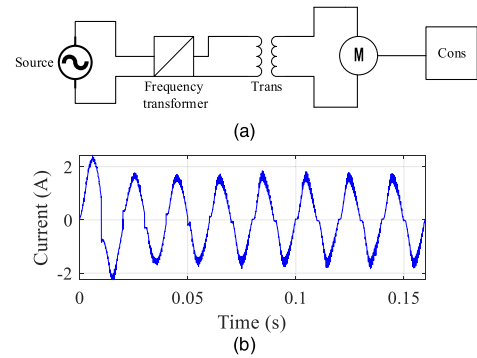 Source
Frequency
transformer
Trans
M
Cons
(a)
Current (A)
2
0
-2
0
0.05
0.1
0.15
Time (s)
(b)